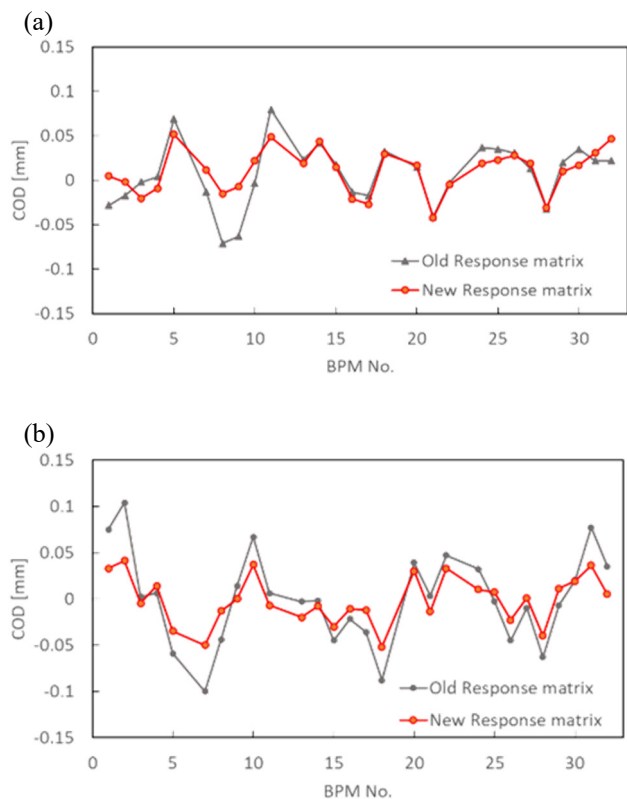 (a)
0.15
0.1
0.05
0
-0.05
-0.1
-0.15
COD [mm]
Old Response matrix
New Response matrix
0 5 10 15 20 25 30
BPM No.
(b)
0.15
0.1
0.05
0
-0.05
-0.1
-0.15
COD [mm]
Old Response matrix
New Response matrix
0 5 10 15 20 25 30
BPM No.